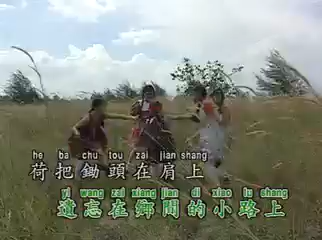 he ba chu tou zai jian shang
荷把鋤頭在肩上
yi wang zai xiang jian di xiao lu shang
遺忘在鄉間的小路上